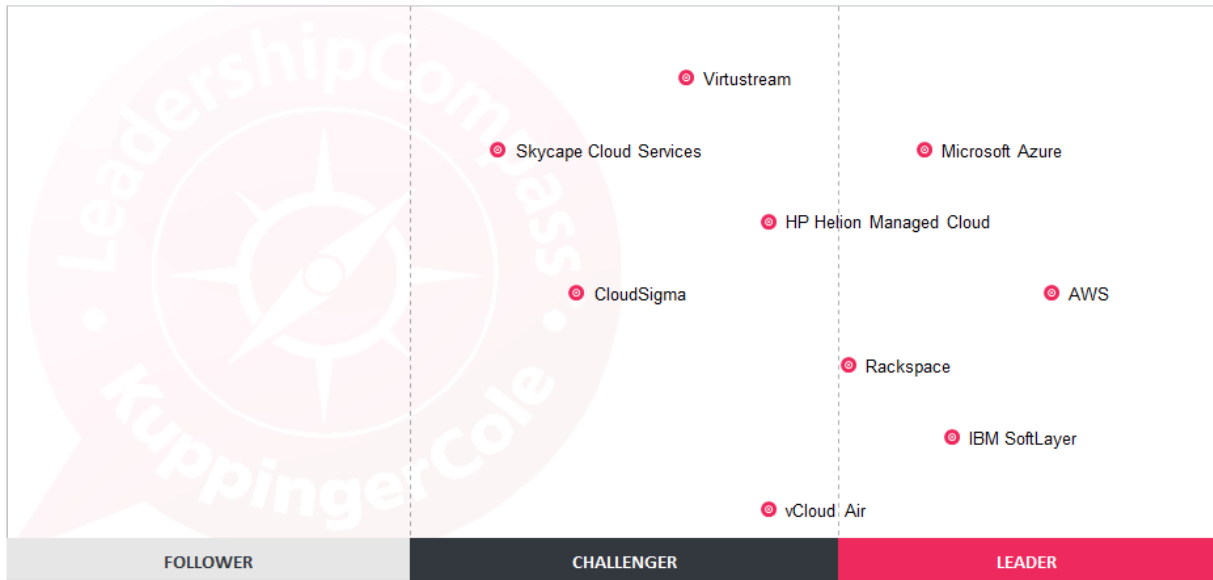 LeadershipCompass
KuppingerCole
Virtustream
Skycape Cloud Services
Microsoft Azure
HP Helion Managed Cloud
CloudSigma
AWS
Rackspace
IBM SoftLayer
vCloud Air
FOLLOWER
CHALLENGER
LEADER